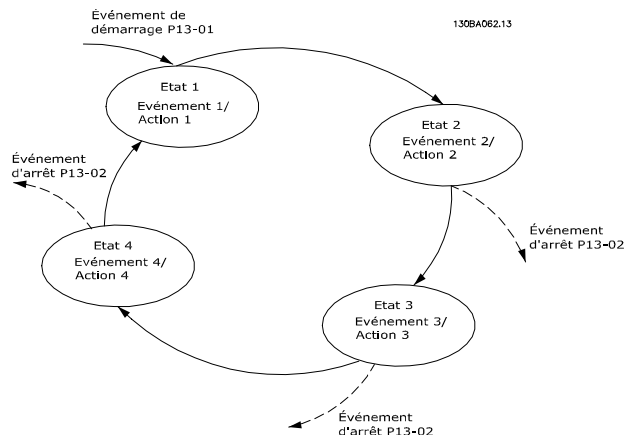 Événement de
démarrage P13-01
130BA062.13
Etat 1
Evénement 1/
Action 1
Etat 2
Evénement 2/
Action 2
Événement
d'arrêt P13-02
Etat 4
Evénement 4/
Action 4
Événement
d'arrêt P13-02
Etat 3
Evénement 3/
Action 3
Événement
d'arrêt P13-02